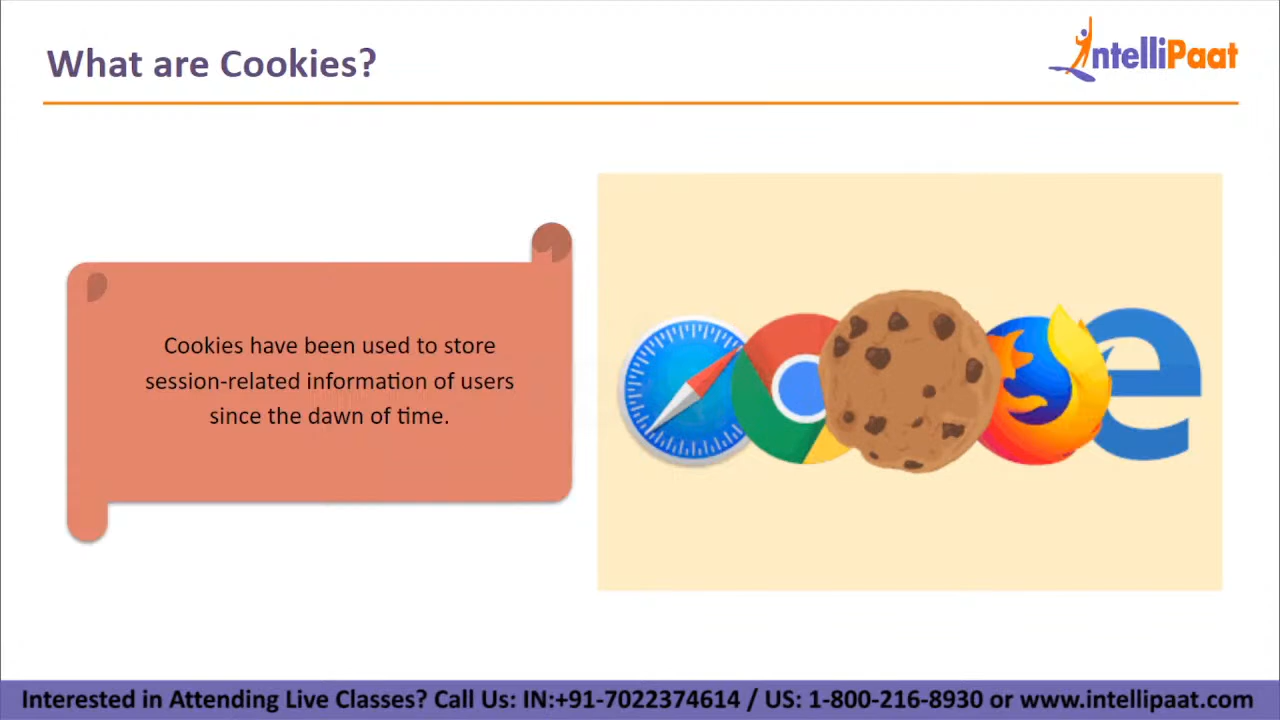 What are Cookies?
IntelliPaat
Cookies have been used to store
session-related information of users
since the dawn of time.
Interested in Attending Live Classes? Call Us: IN:+91-7022374614 / US: 1-800-216-8930 or www.intellipaat.com